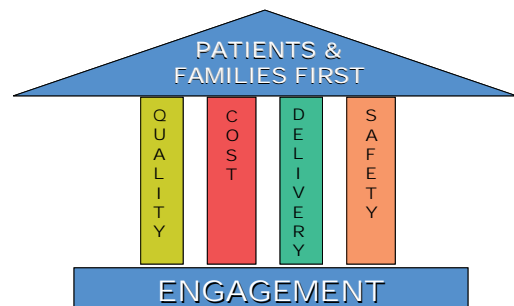 PATIENTS &
FAMILIES FIRST
QUALITY
COST
DELIVERY
SAFETY
ENGAGEMENT